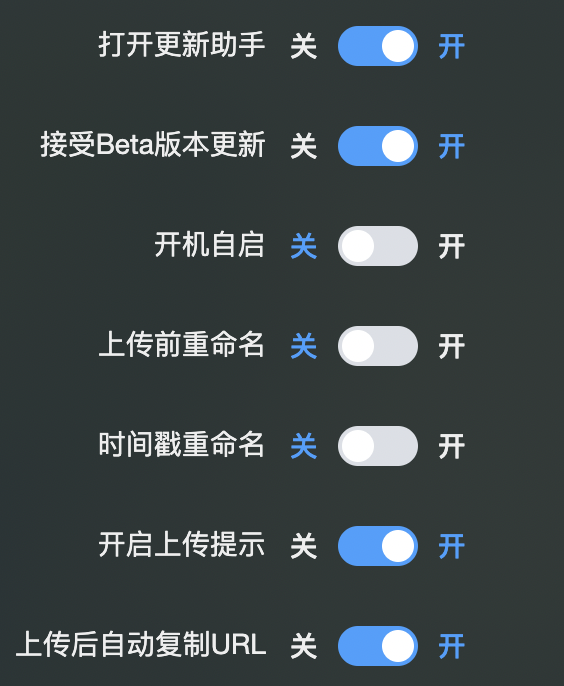 打开更新助手 关 开
接受Beta版本更新 关 开
开机自启 关 开
上传前重命名 关 开
时间戳重命名 关 开
开启上传提示 关 开
上传后自动复制URL 关 开